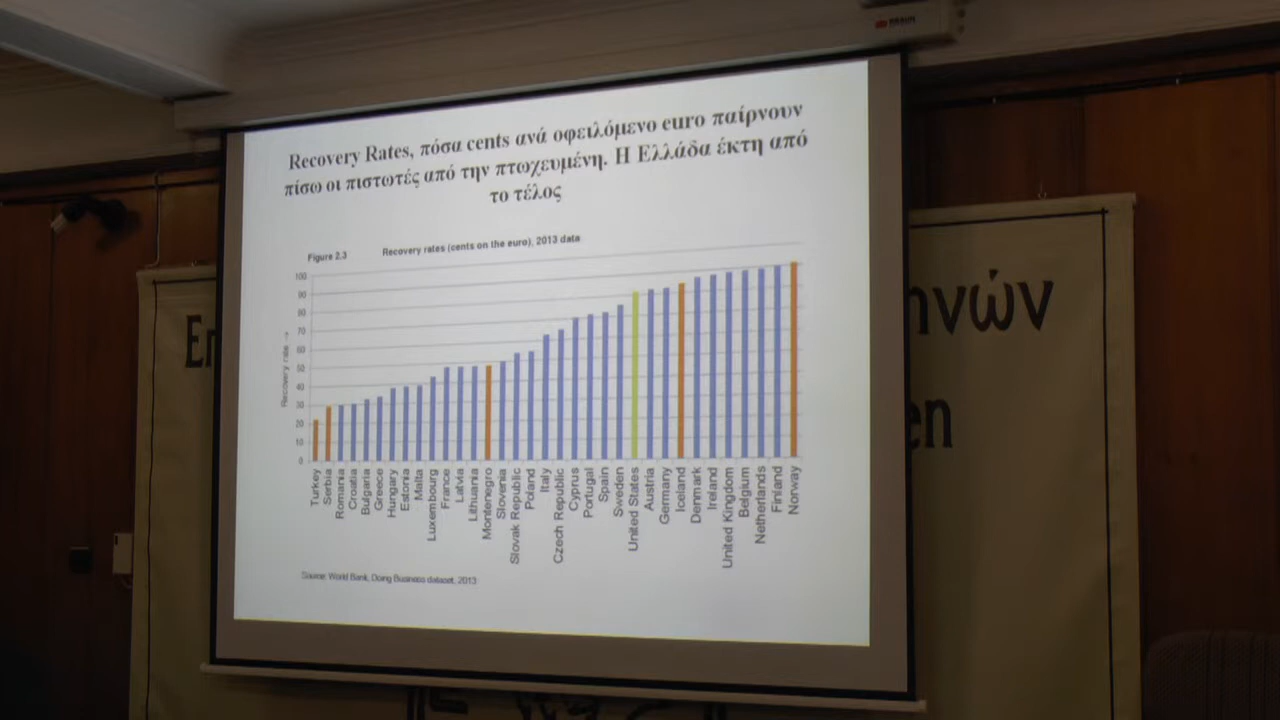 BRAUN
Recovery Rates, πόσα cents ανά οφειλόμενο euro παίρνουν
πίσω οι πιστωτές από την πτωχευμένη. Η Ελλάδα έκτη από
το τέλος
Figure 2.3 Recovery rates (cents on the euro), 2013 data
100
90
80
70
60
50
40
30
20
10
0
Recovery rate →
Turkey
Serbia
Romania
Croatia
Bulgaria
Greece
Hungary
Estonia
Malta
Luxembourg
France
Latvia
Lithuania
Montenegro
Slovenia
Slovak Republic
Poland
Italy
Czech Republic
Cyprus
Portugal
Spain
Sweden
United States
Austria
Germany
Iceland
Denmark
Ireland
United Kingdom
Belgium
Netherlands
Finland
Norway
Source: World Bank, Doing Business dataset, 2013